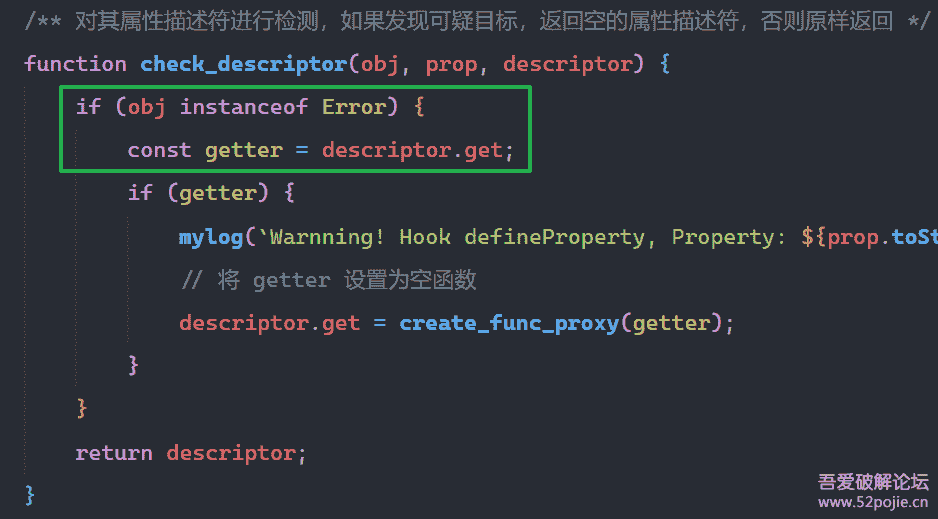 /** 对其属性描述符进行检测，如果发现可疑目标，返回空的属性描述符，否则原样返回 */
function check_descriptor(obj, prop, descriptor) {
if (obj instanceof Error) {
const getter = descriptor.get;
if (getter) {
mylog(`Warnning! Hook defineProperty, Property: ${prop.toSt
// 将 getter 设置为空函数
descriptor.get = create_func_proxy(getter);
}
}
return descriptor;
}
吾爱破解论坛
www.52pojie.cn